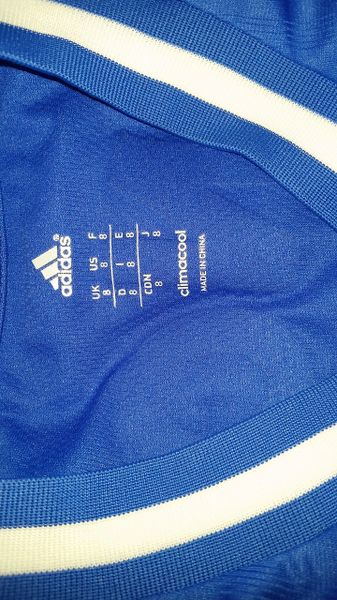 adidas®
UK US F
8 8 8
D I E
8 8 8
CDN J
8 8
climacool
MADE IN CHINA